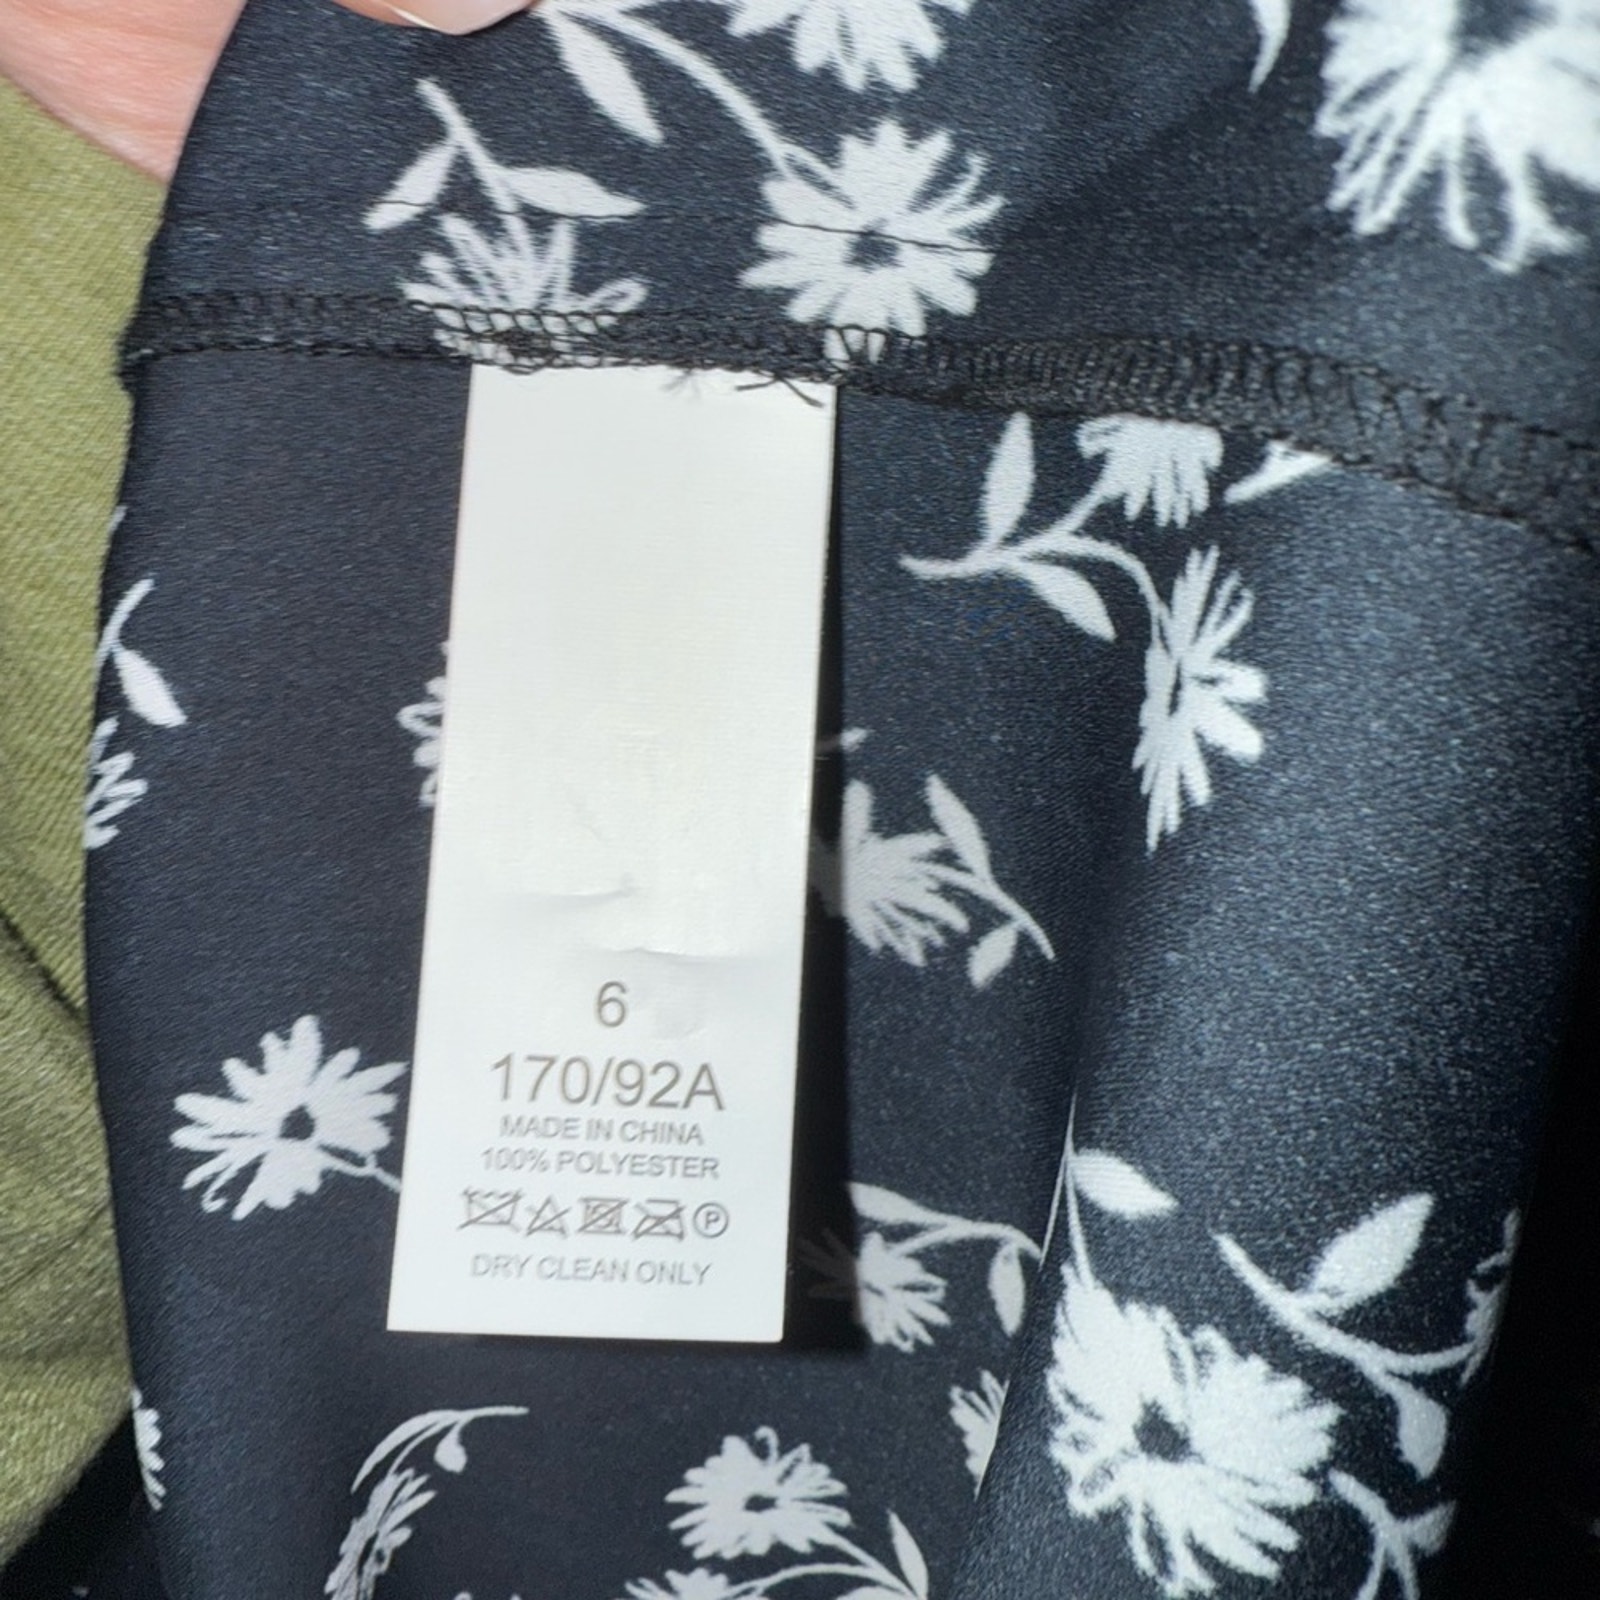 6
170/92A
MADE IN CHINA
100% POLYESTER
P
DRY CLEAN ONLY